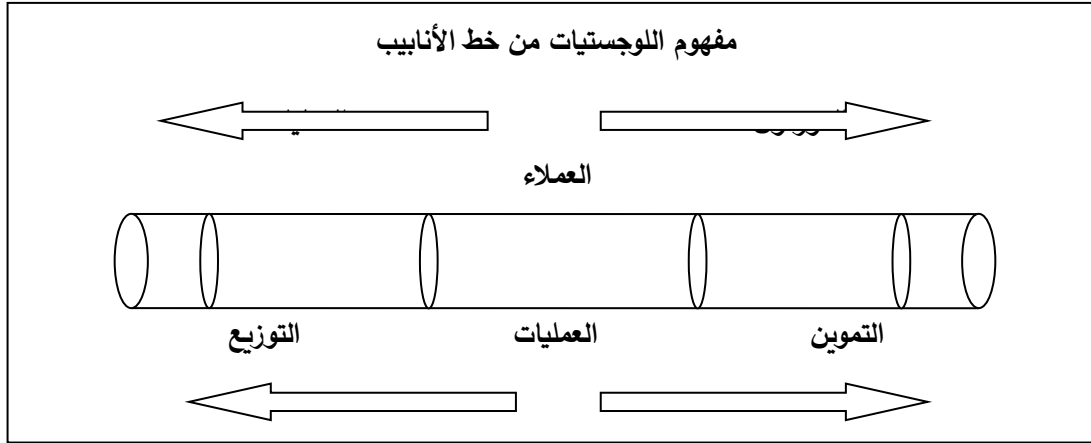 مفهوم اللوجستيات من خط الأنابيب
العملاء
التموين العمليات التوزيع